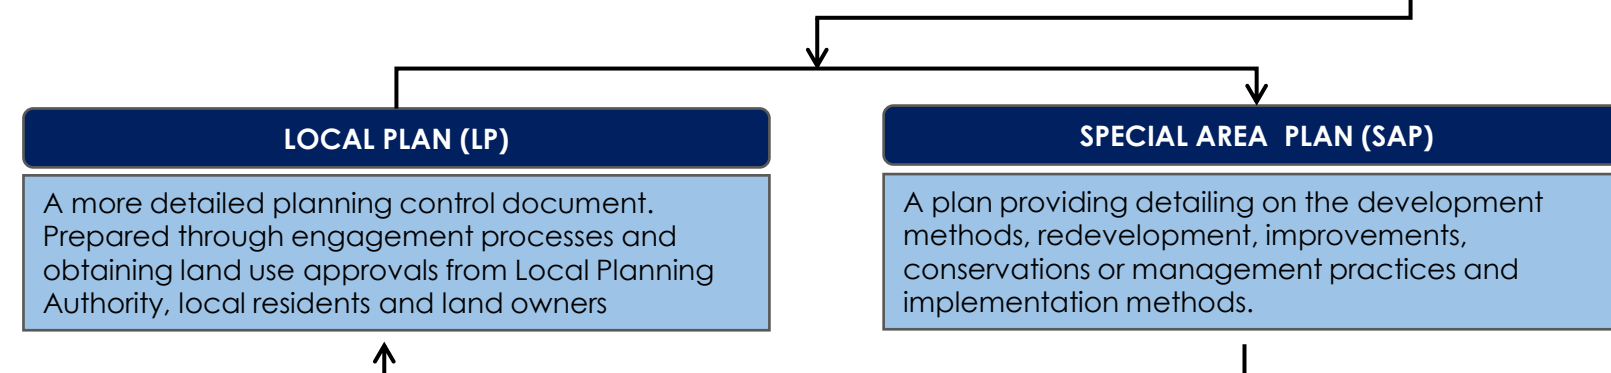 LOCAL PLAN (LP)
A more detailed planning control document.
Prepared through engagement processes and
obtaining land use approvals from Local Planning
Authority, local residents and land owners
SPECIAL AREA  PLAN (SAP)
A plan providing detailing on the development
methods, redevelopment, improvements,
conservations or management practices and
implementation methods.